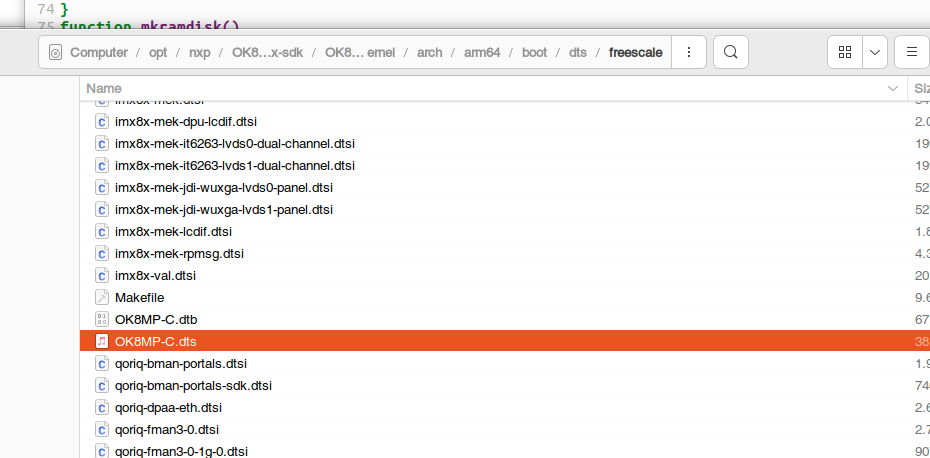 74 }
75 function mkramdisk()
Computer / opt / nxp / OK8...x-sdk / OK8... ernel / arch / arm64 / boot / dts / freescale
Name Siz
imx8x-mek.dtsi
imx8x-mek-dpu-lcdif.dtsi 2.0
imx8x-mek-it6263-lvds0-dual-channel.dtsi 19
imx8x-mek-it6263-lvds1-dual-channel.dtsi 19
imx8x-mek-jdi-wuxga-lvds0-panel.dtsi 52
imx8x-mek-jdi-wuxga-lvds1-panel.dtsi 52
imx8x-mek-lcdif.dtsi 1.8
imx8x-mek-rpmsg.dtsi 4.3
imx8x-val.dtsi 20
Makefile 9.6
OK8MP-C.dtb 67
OK8MP-C.dts 38
qoriq-bman-portals.dtsi 1.9
qoriq-bman-portals-sdk.dtsi 74
qoriq-dpaa-eth.dtsi 2.6
qoriq-fman3-0.dtsi 2.7
qoriq-fman3-0-1g-0.dtsi 90